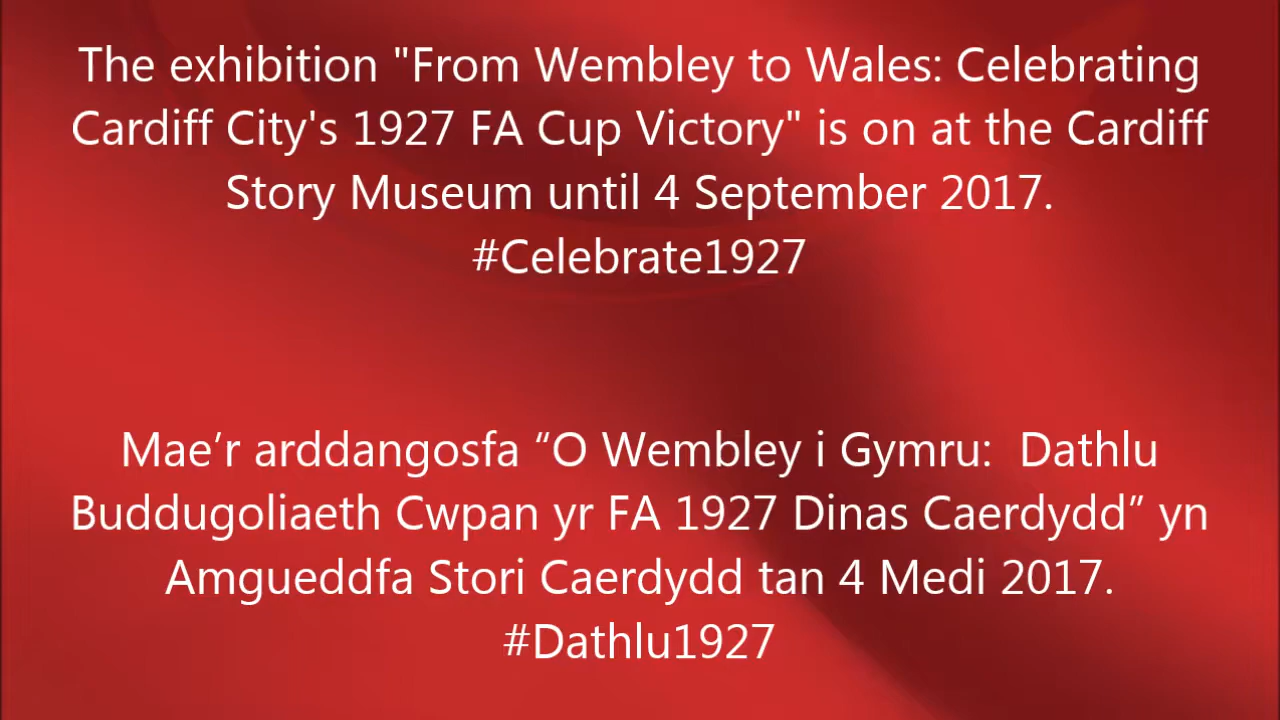 The exhibition "From Wembley to Wales: Celebrating
Cardiff City's 1927 FA Cup Victory" is on at the Cardiff
Story Museum until 4 September 2017.
#Celebrate1927
Mae’r arddangosfa “O Wembley i Gymru:  Dathlu
Buddugoliaeth Cwpan yr FA 1927 Dinas Caerdydd” yn
Amgueddfa Stori Caerdydd tan 4 Medi 2017.
#Dathlu1927